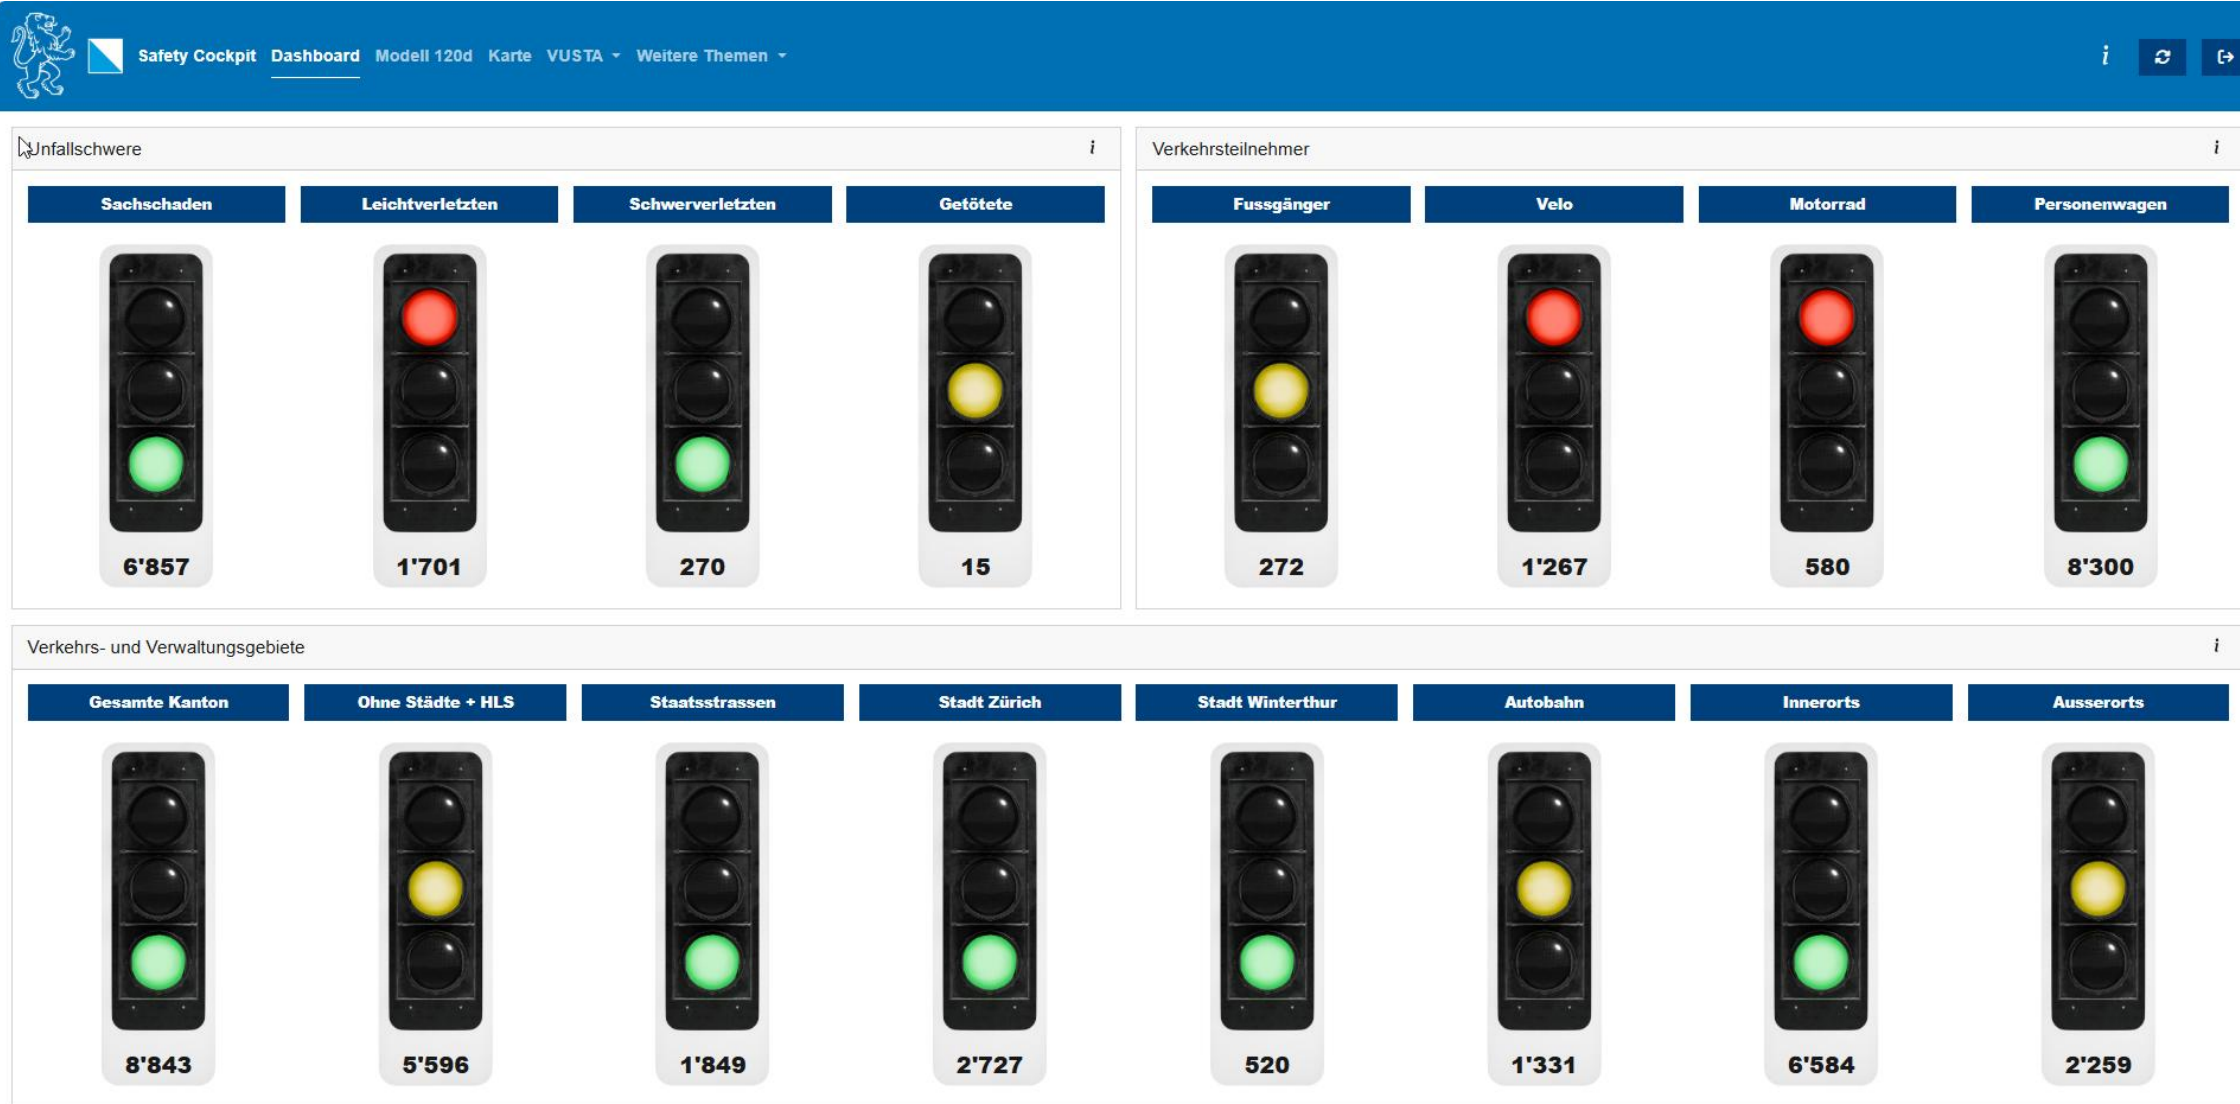 Safety Cockpit Dashboard Modell 120d Karte VUSTA Weitere Themen i
Unfallschwere i
Sachschaden Leichtverletzten Schwerverletzten Getötete
6'857 1'701 270 15
Verkehrsteilnehmer i
Fussgänger Velo Motorrad Personenwagen
272 1'267 580 8'300
Verkehrs- und Verwaltungsgebiete i
Gesamte Kanton Ohne Städte + HLS Staatsstrassen Stadt Zürich Stadt Winterthur Autobahn Innerorts Ausserorts
8'843 5'596 1'849 2'727 520 1'331 6'584 2'259